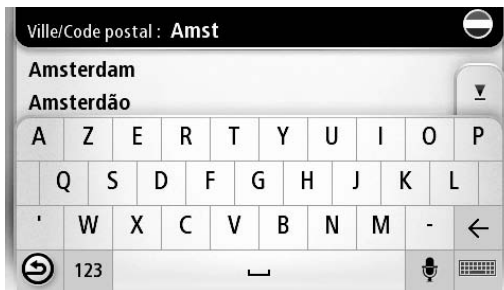 Ville/Code postal : Amst
Amsterdam
Amsterdão
A Z E R T Y U I O P
Q S D F G H J K L
' W X C V B N M -
123